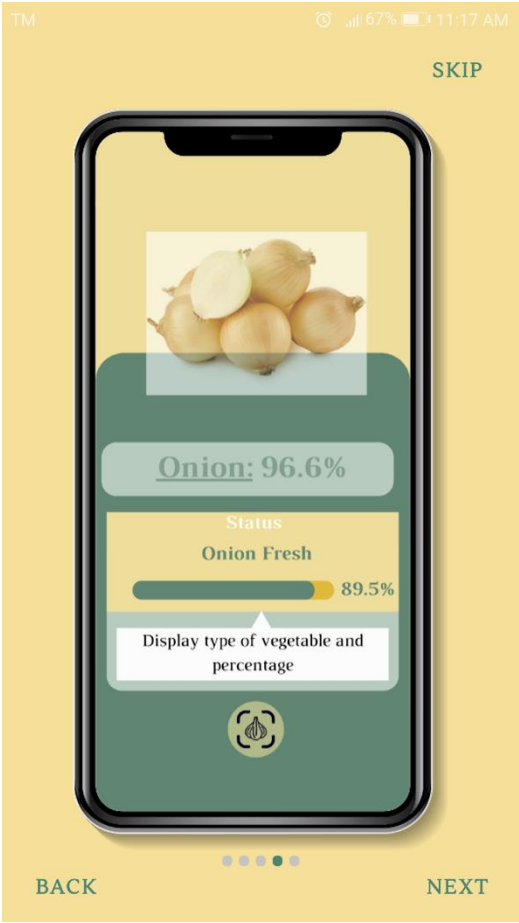 TM 67% 11:17 AM
SKIP
Onion: 96.6%
Status
Onion Fresh
89.5%
Display type of vegetable and
percentage
BACK NEXT